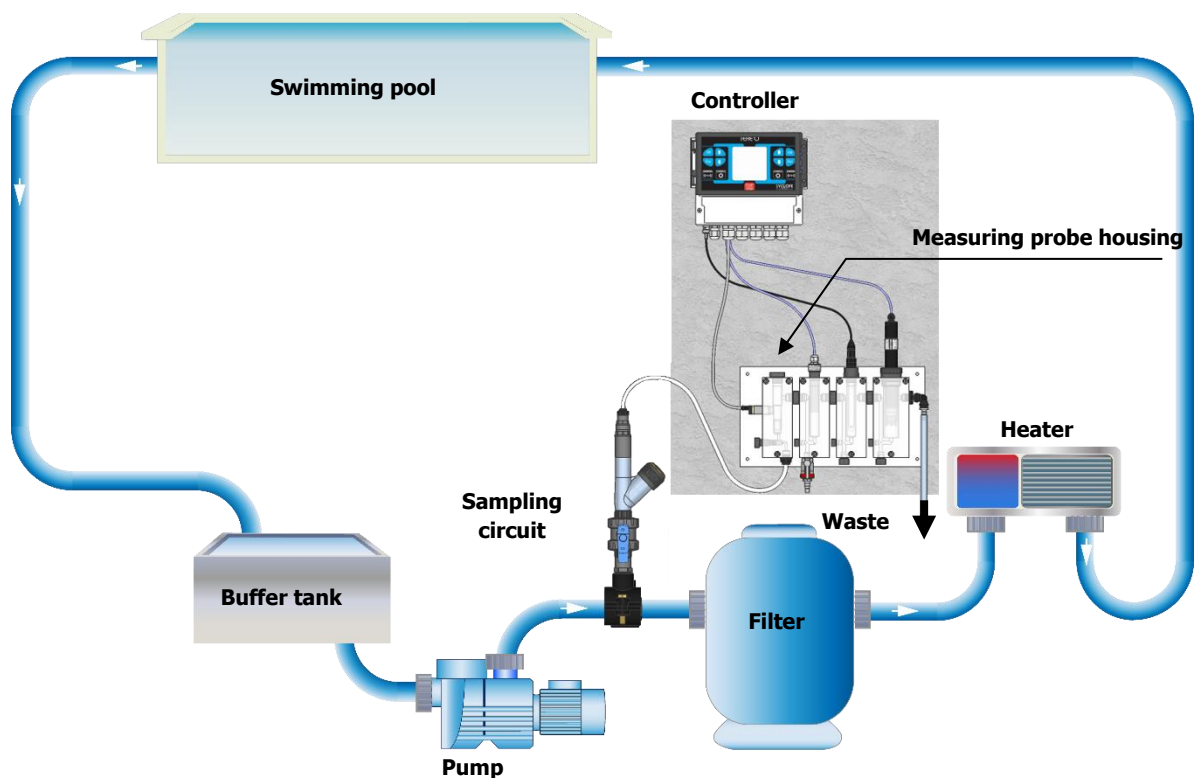 Swimming pool
Controller
Measuring probe housing
Heater
Sampling
circuit
Waste
Buffer tank
Filter
Pump